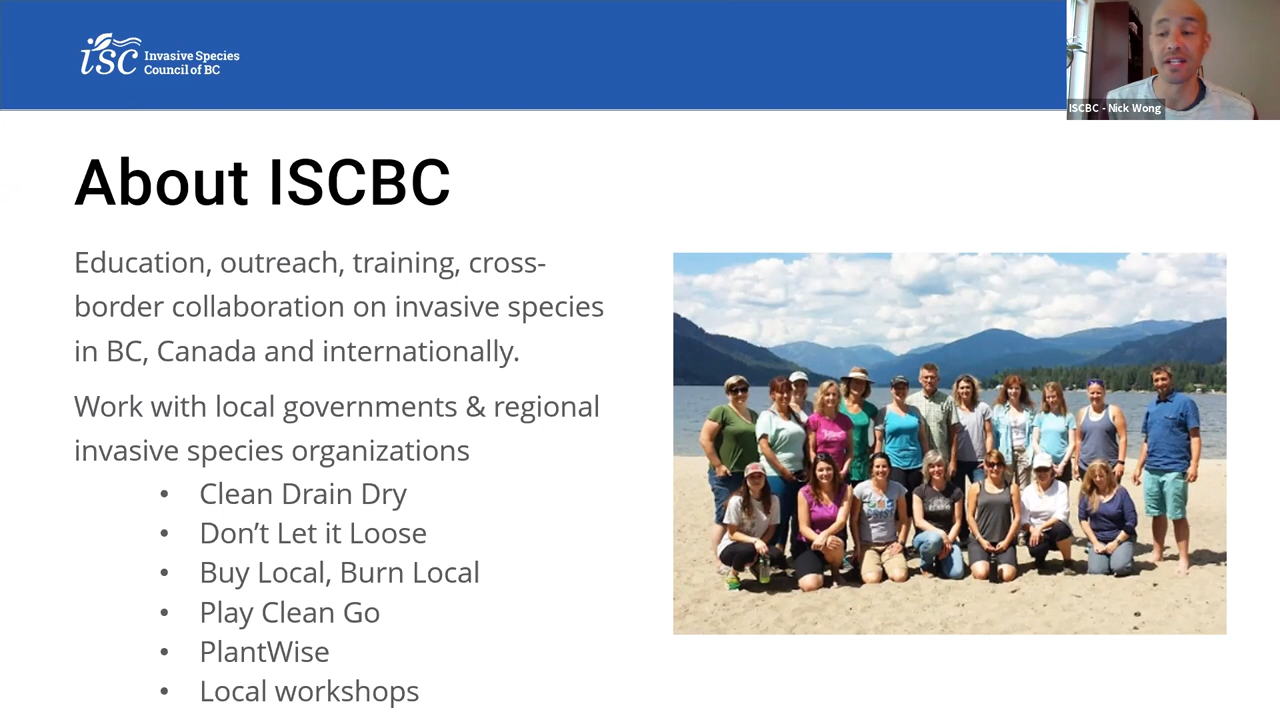 isc Invasive Species
Council of BC
ISCBC - Nick Wong
About ISCBC
Education, outreach, training, cross-
border collaboration on invasive species
in BC, Canada and internationally.
Work with local governments & regional
invasive species organizations
• Clean Drain Dry
• Don’t Let it Loose
• Buy Local, Burn Local
• Play Clean Go
• PlantWise
• Local workshops